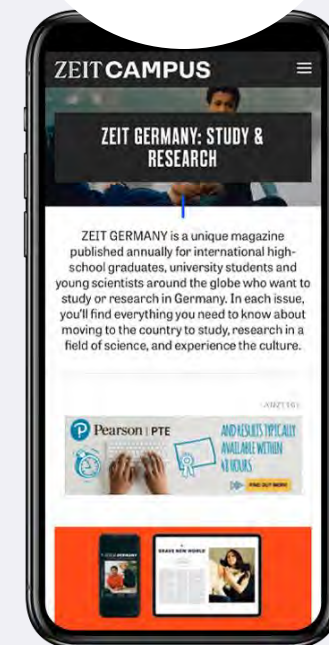 ZEIT CAMPUS
ZEIT GERMANY: STUDY &
RESEARCH
ZEIT GERMANY is a unique magazine
published annually for international high-
school graduates, university students and
young scientists around the globe who want to
study or research in Germany. In each issue,
you'll find everything you need to know about
moving to the country to study, research in a
field of science, and experience the culture.
ANZEIGE
Pearson | PTE
AND RESULTS TYPICALLY
AVAILABLE WITHIN
48 HOURS
FIND OUT MORE
GERMANY
BRAVE NEW WORLD